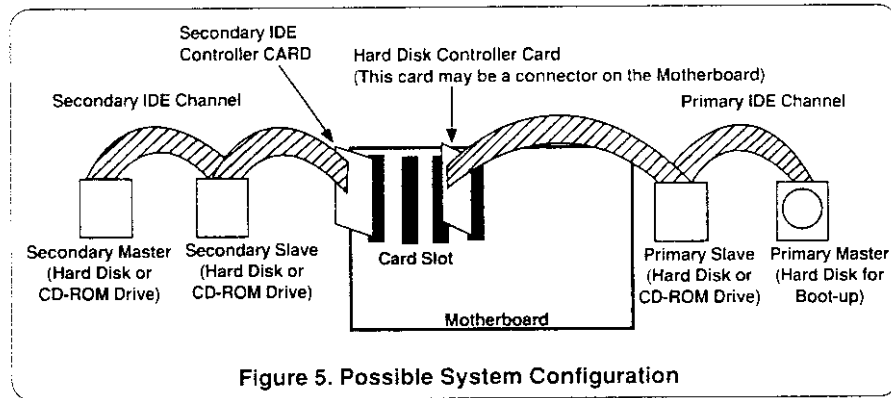 Secondary IDE
Controller CARD
Hard Disk Controller Card
(This card may be a connector on the Motherboard)
Secondary IDE Channel
Primary IDE Channel
Secondary Master
(Hard Disk or
CD-ROM Drive)
Secondary Slave
(Hard Disk or
CD-ROM Drive)
Card Slot
Motherboard
Primary Slave
(Hard Disk or
CD-ROM Drive)
Primary Master
(Hard Disk for
Boot-up)
Figure 5. Possible System Configuration